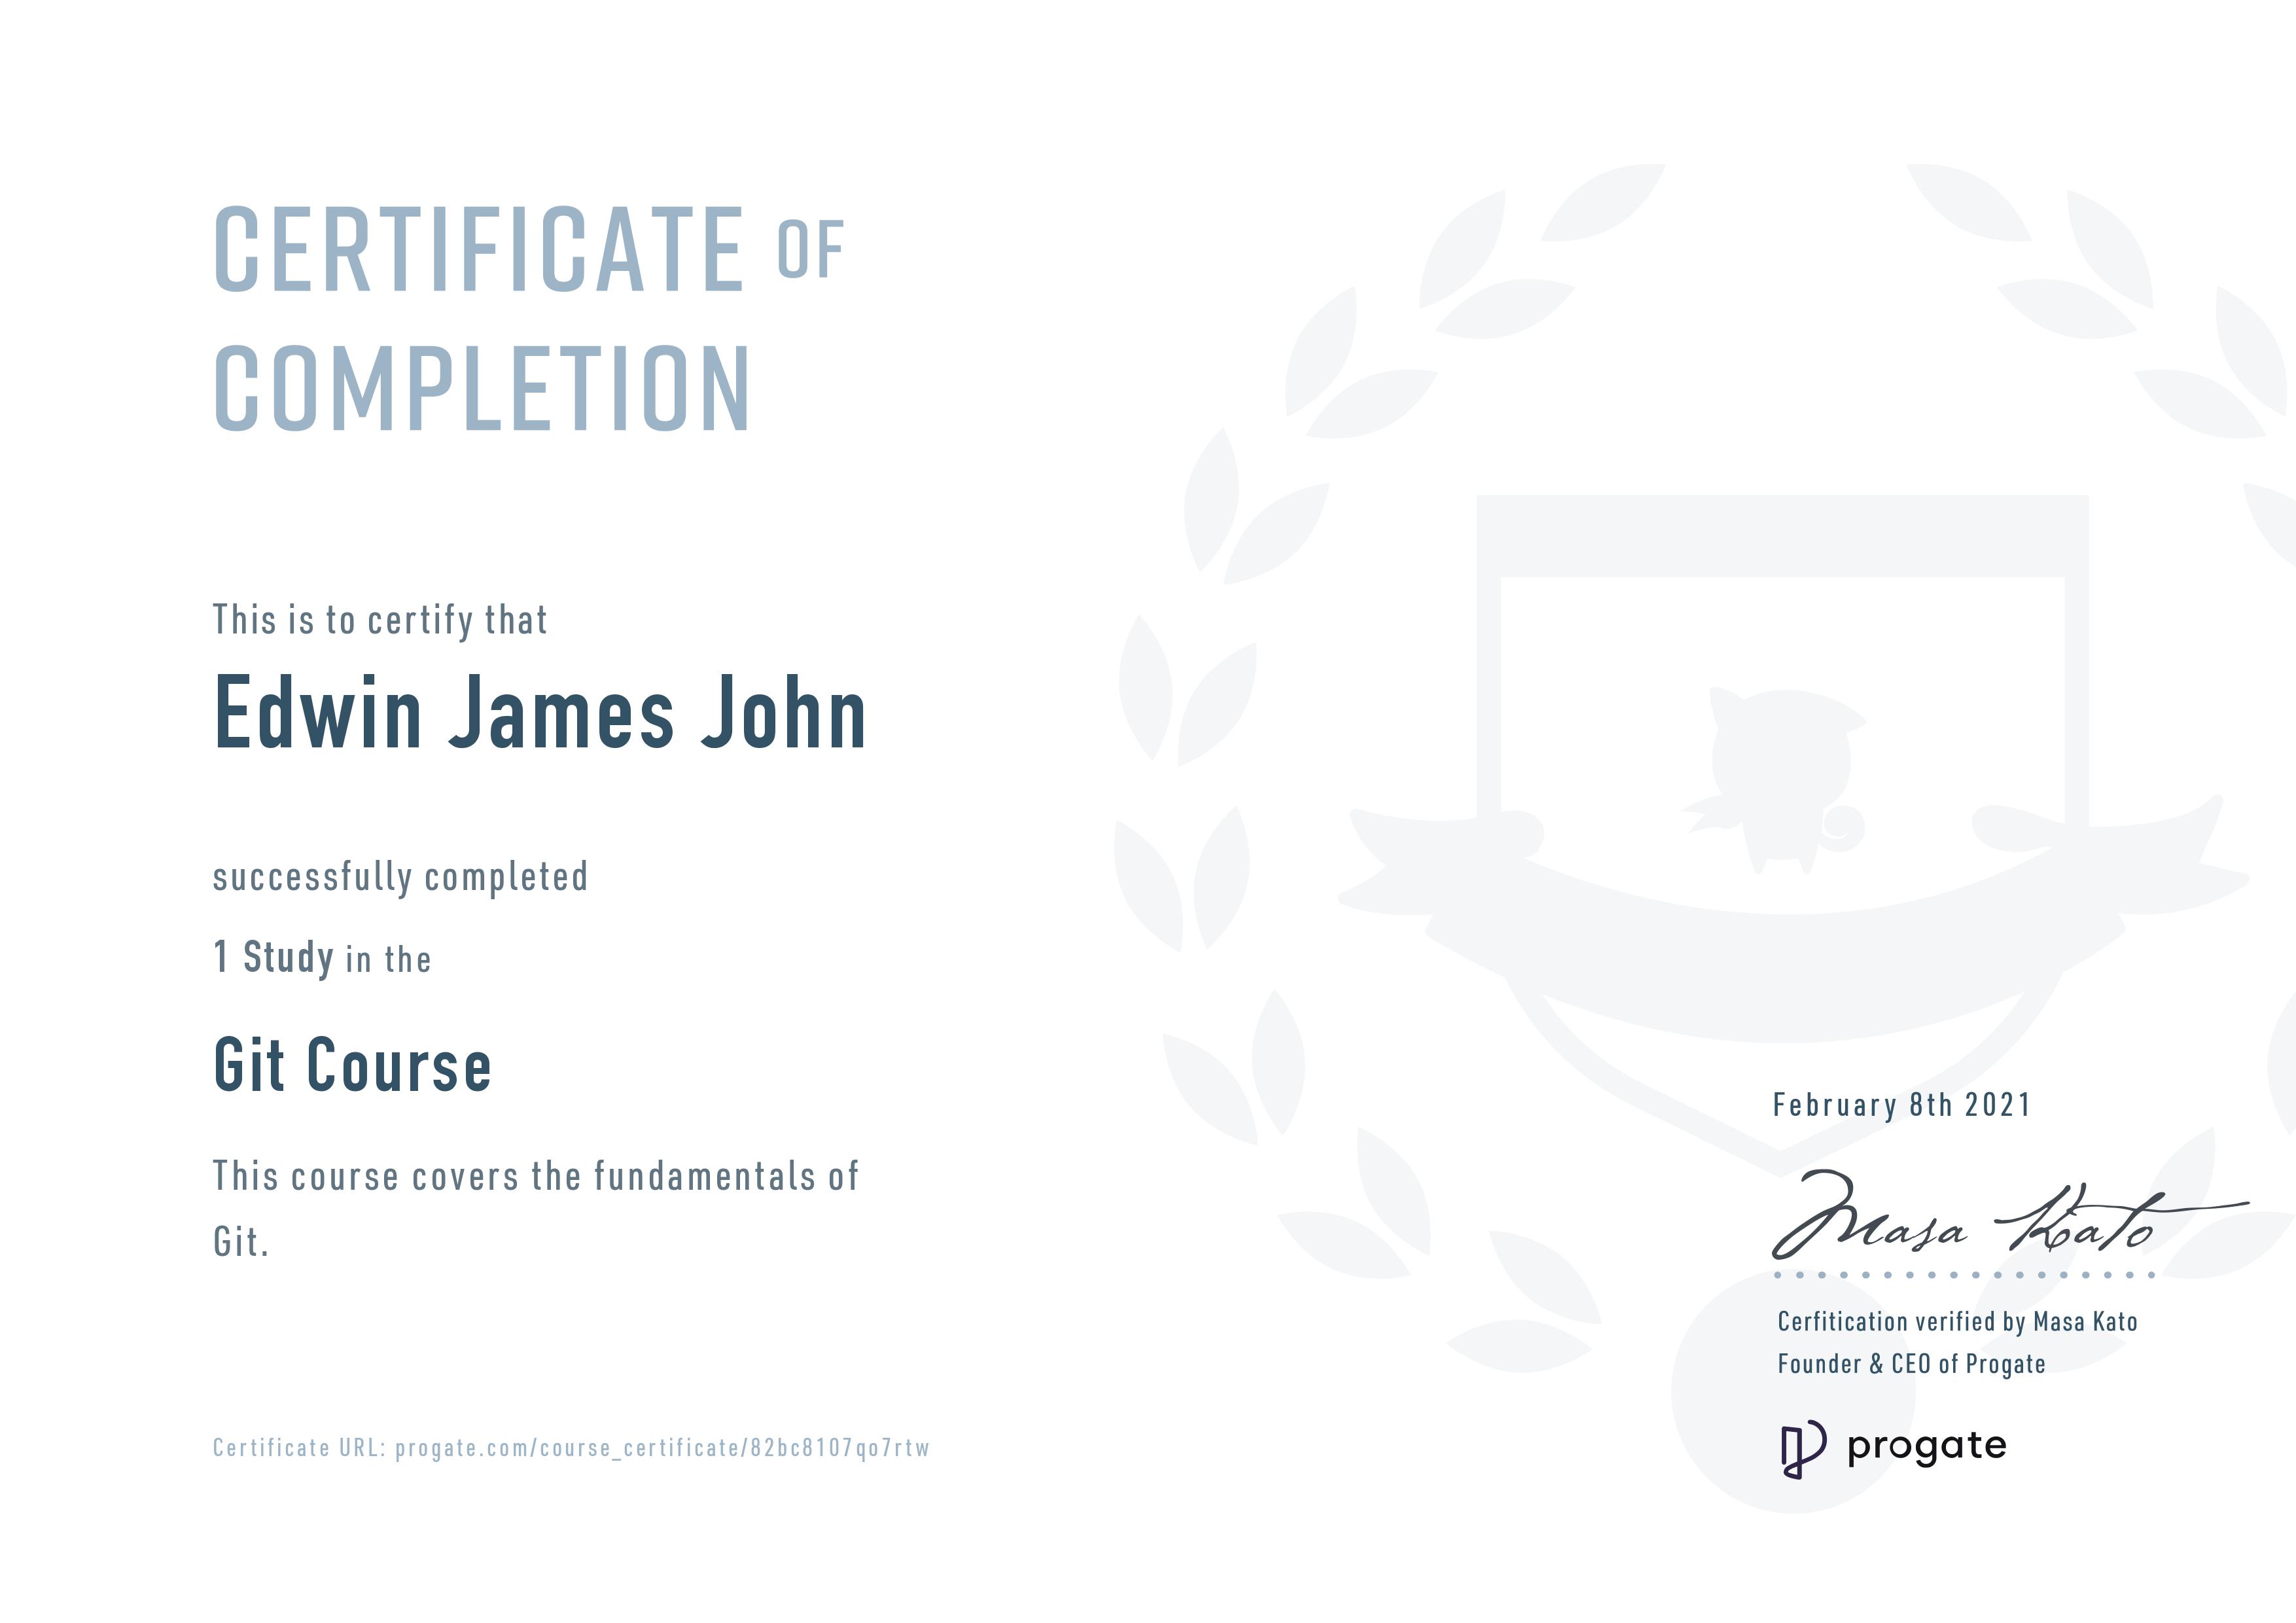 CERTIFICATE OF
COMPLETION
This is to certify that
Edwin James John
successfully completed
1 Study in the
Git Course
This course covers the fundamentals of
Git.
Certificate URL: progate.com/course_certificate/82bc8107qo7rtw
February 8th 2021
Masa Kato
Cerfitication verified by Masa Kato
Founder & CEO of Progate
progate